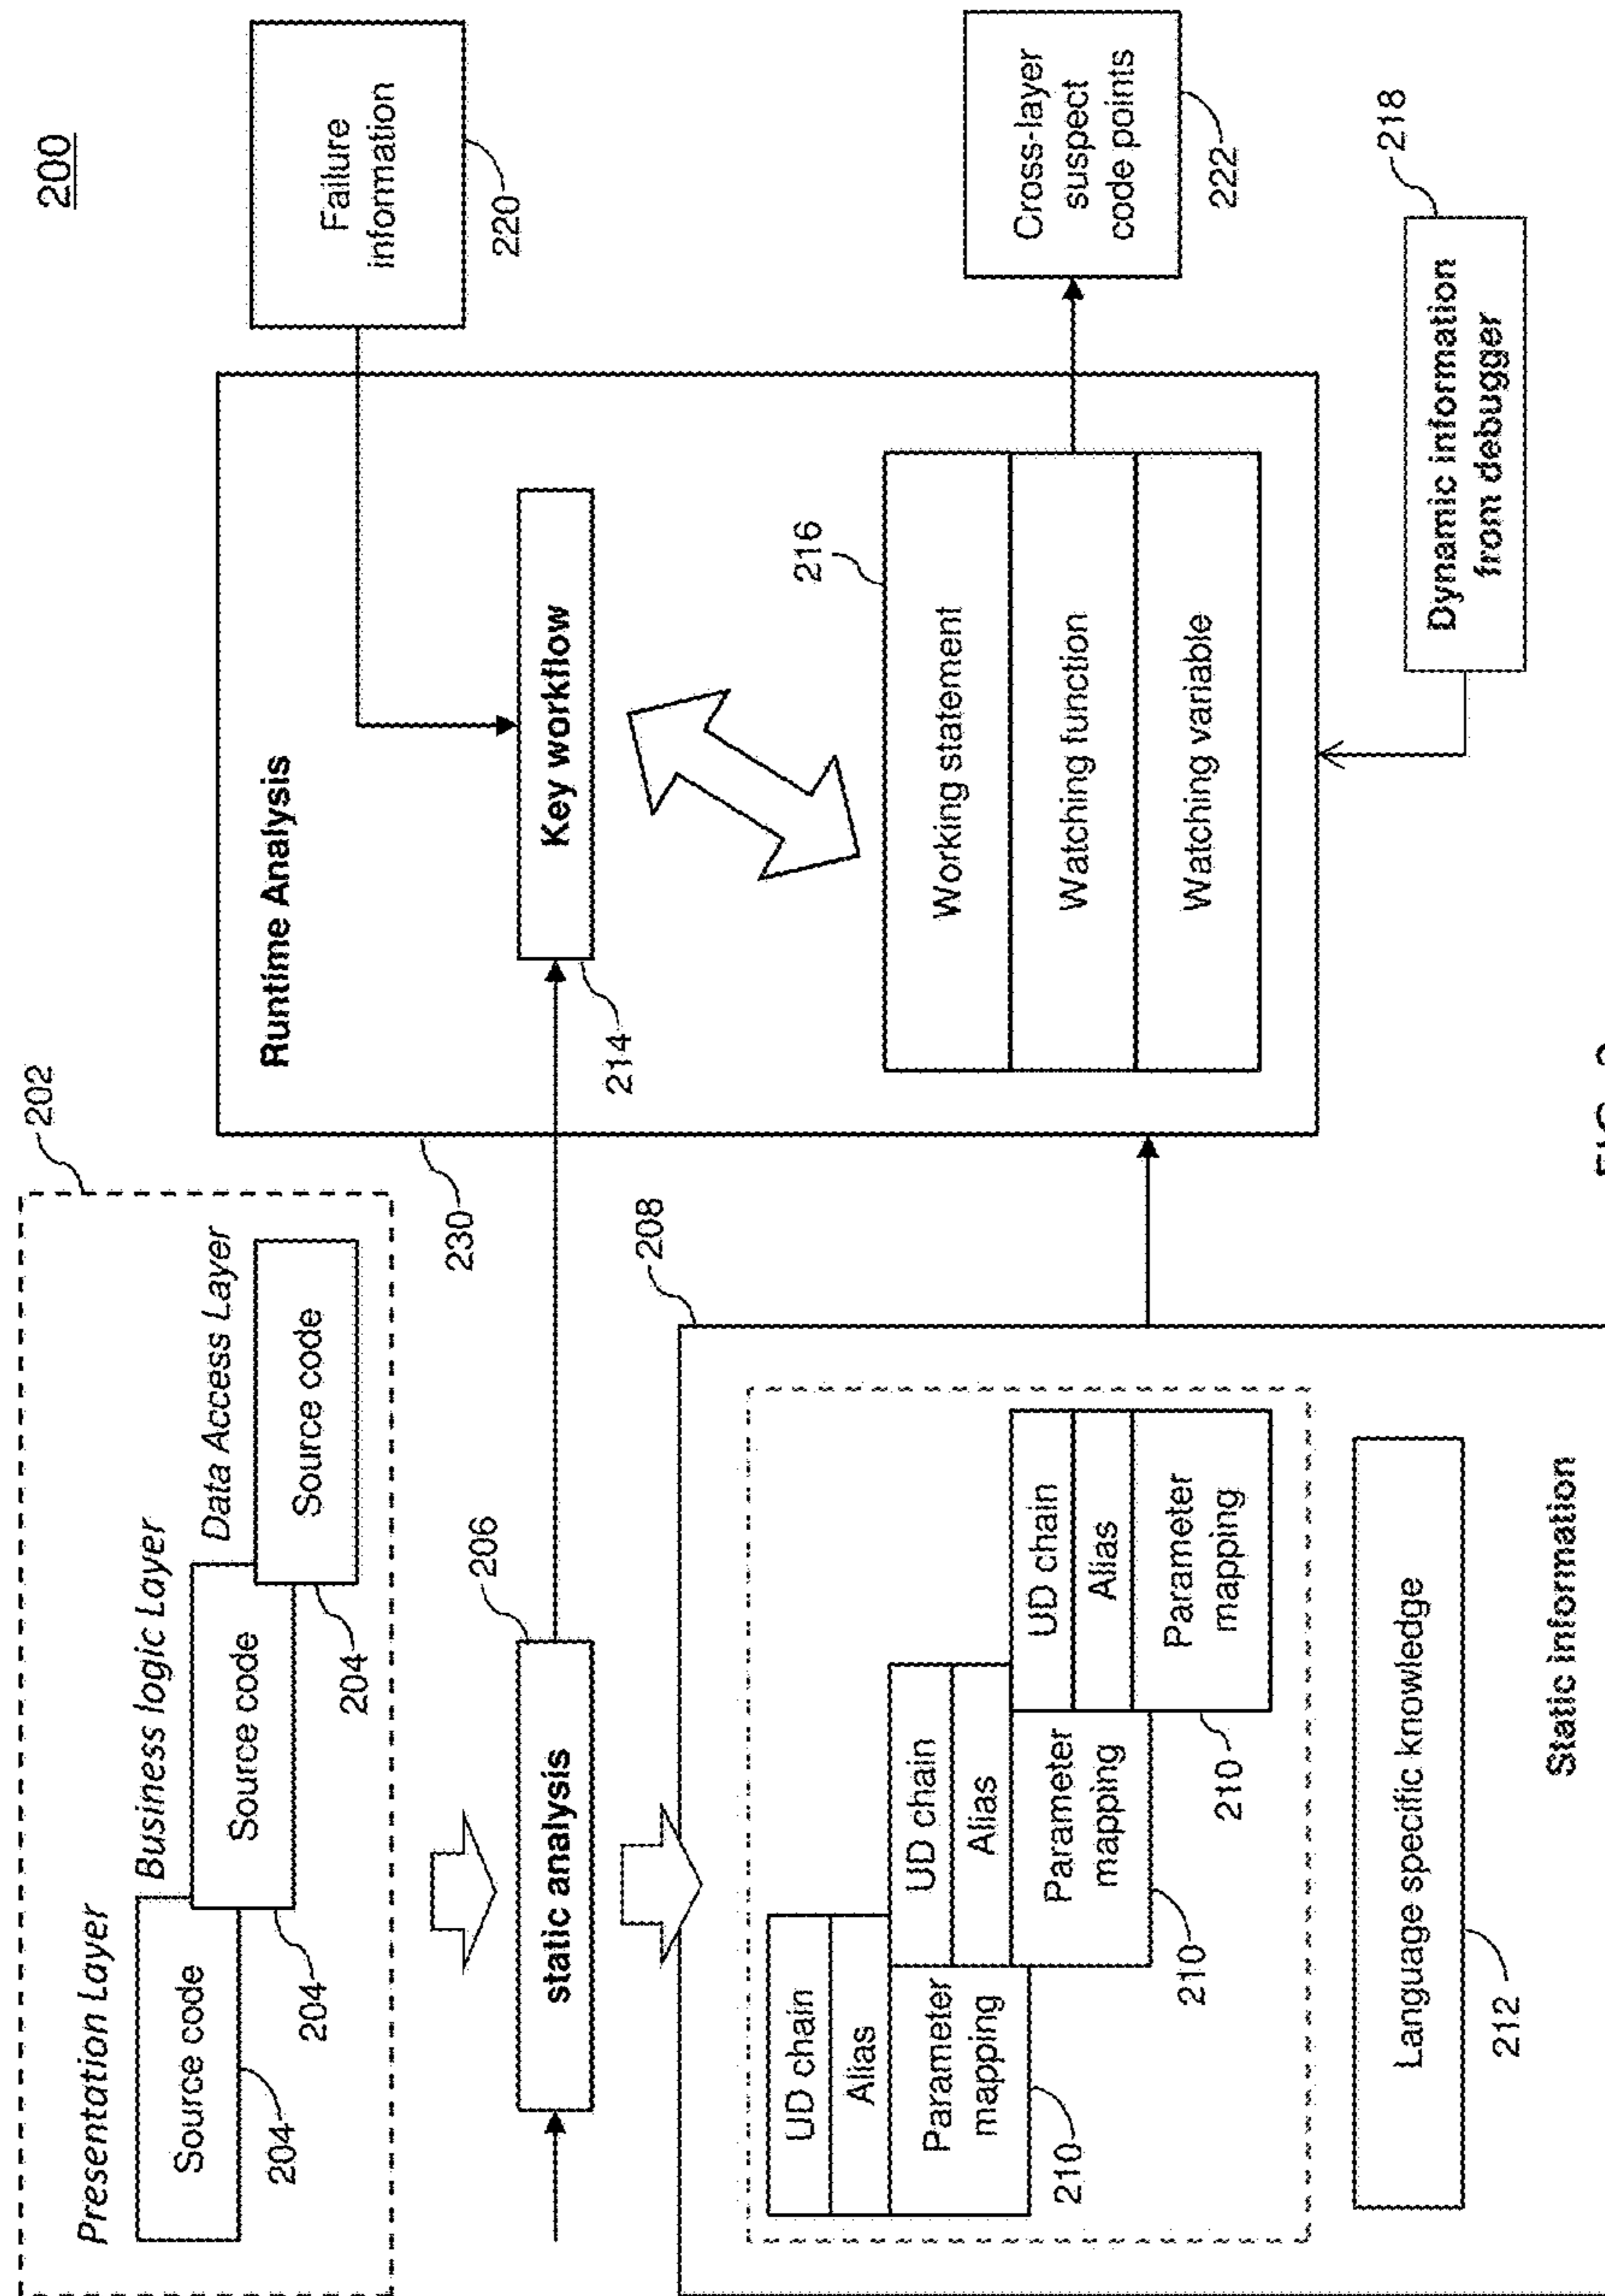 200
202
Presentation Layer
Business logic Layer
Data Access Layer
Source code
Source code
Source code
204
204
204
206
static analysis
208
UD chain
Alias
Parameter
mapping
210
UD chain
Alias
Parameter
mapping
210
UD chain
Alias
Parameter
mapping
210
Language specific knowledge
212
Static information
230
Runtime Analysis
Key workflow
214
216
Working statement
Watching function
Watching variable
Failure
information
220
Cross-layer
suspect
code points
222
218
Dynamic information
from debugger